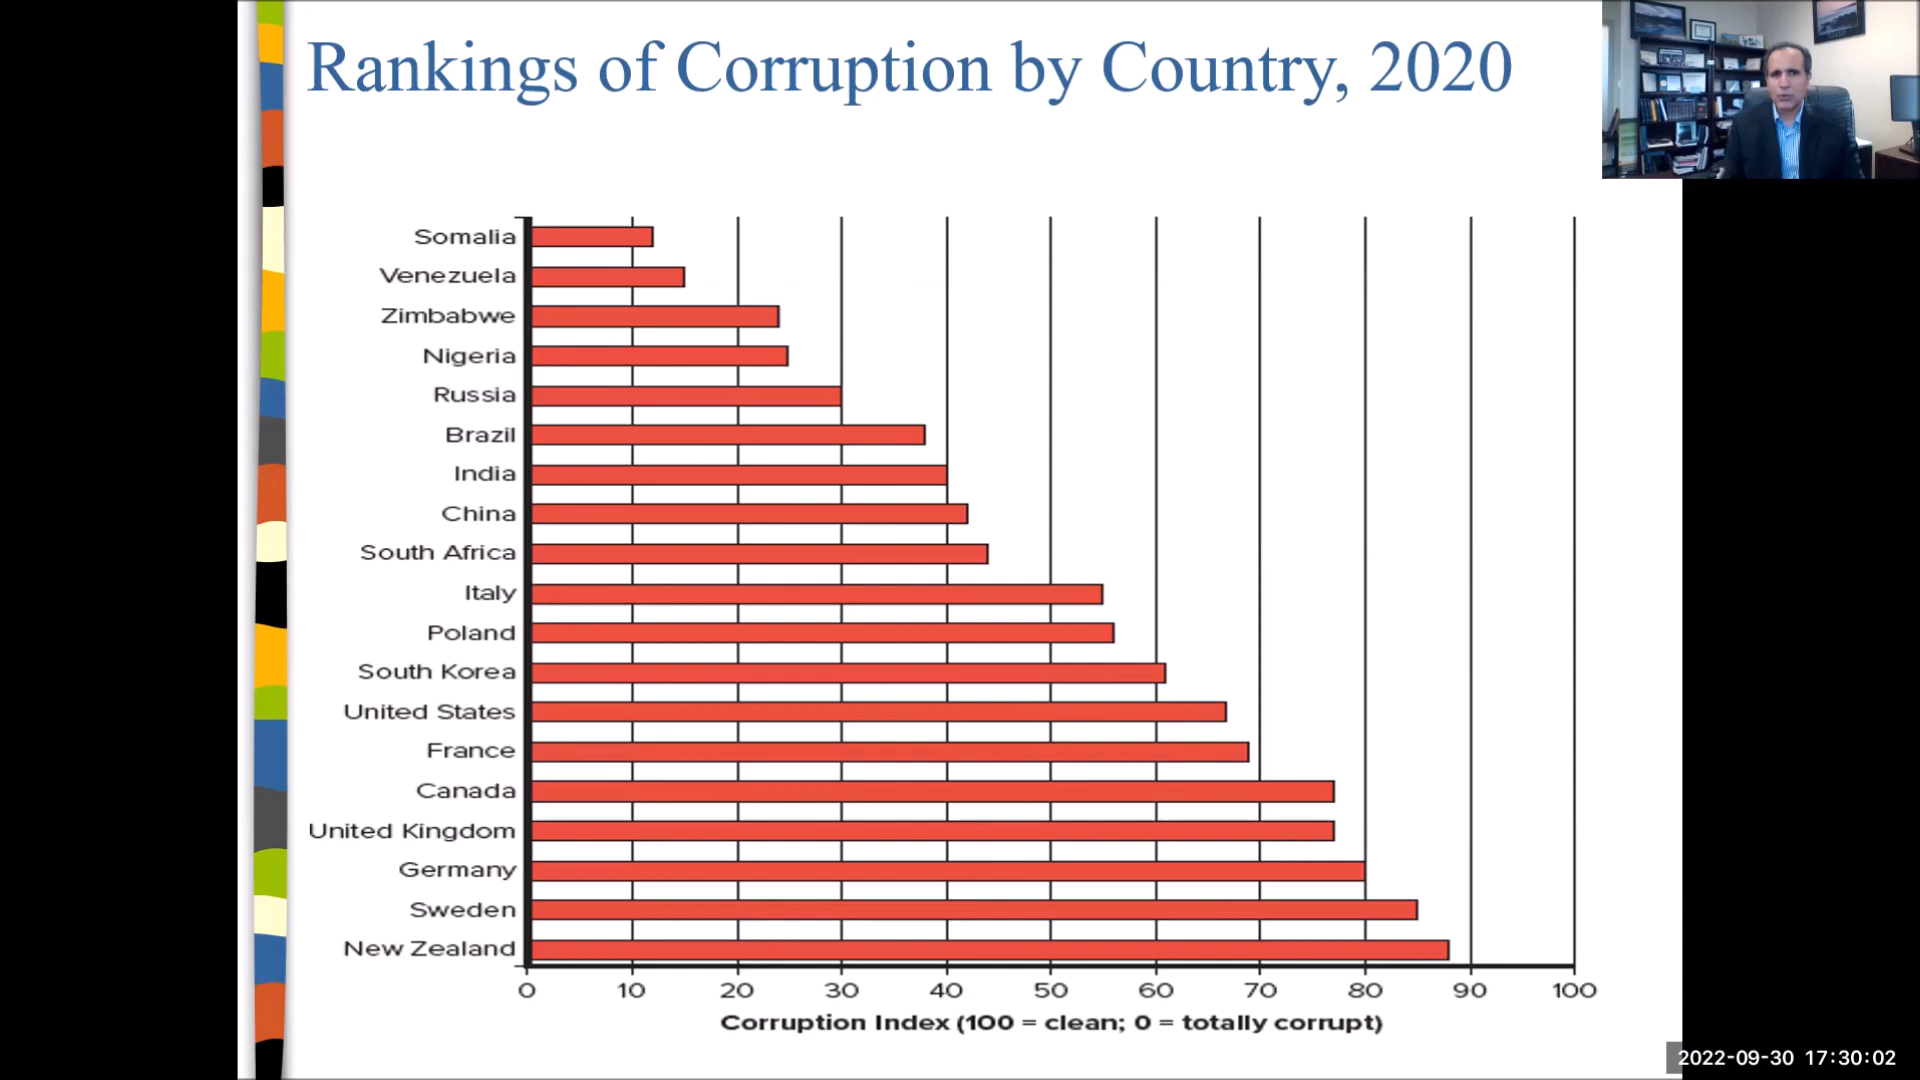 Rankings of Corruption by Country, 2020
Somalia
Venezuela
Zimbabwe
Nigeria
Russia
Brazil
India
China
South Africa
Italy
Poland
South Korea
United States
France
Canada
United Kingdom
Germany
Sweden
New Zealand
0 10 20 30 40 50 60 70 80 90 100
Corruption Index (100 = clean; 0 = totally corrupt)
2022-09-30 17:30:02